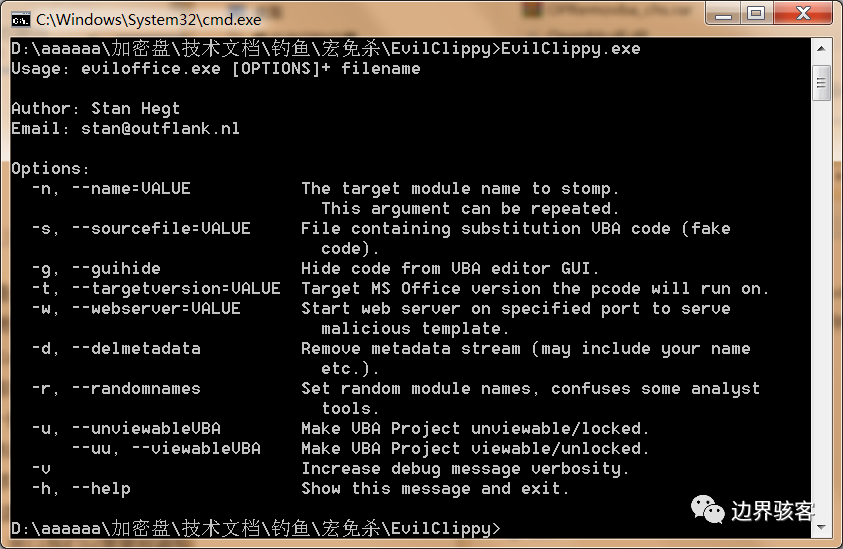 C:\Windows\System32\cmd.exe
D:\aaaaaa\加密盘\技术文档\钓鱼\宏免杀\EvilClippy>EvilClippy.exe
Usage: eviloffice.exe [OPTIONS]+ filename
Author: Stan Hegt
Email: stan@outflank.nl
Options:
-n, --name=VALUE The target module name to stomp.
This argument can be repeated.
-s, --sourcefile=VALUE File containing substitution VBA code (fake
code).
-g, --guihide Hide code from VBA editor GUI.
-t, --targetversion=VALUE Target MS Office version the pcode will run on.
-w, --webserver=VALUE Start web server on specified port to serve
malicious template.
-d, --delmetadata Remove metadata stream (may include your name
etc.).
-r, --randomnames Set random module names, confuses some analyst
tools.
-u, --unviewableVBA Make VBA Project unviewable/locked.
--uu, --viewableVBA Make VBA Project viewable/unlocked.
-v Increase debug message verbosity.
-h, --help Show this message and exit.
D:\aaaaaa\加密盘\技术文档\钓鱼\宏免杀\EvilClippy>
边界骇客